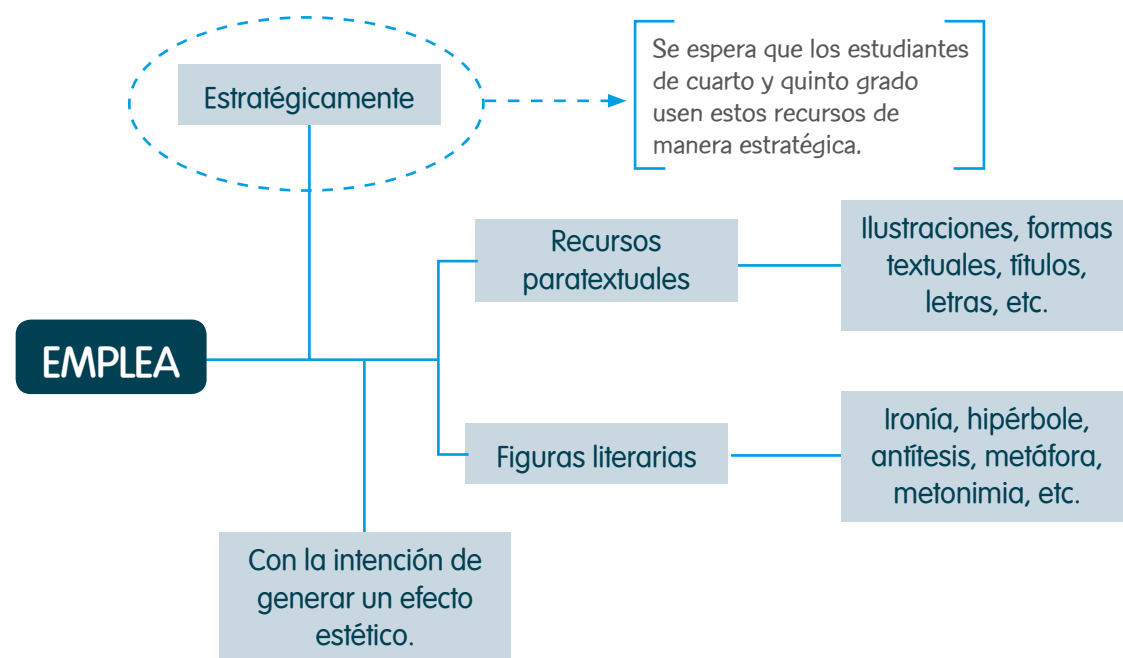 Estratégicamente
Se espera que los estudiantes
de cuarto y quinto grado
usen estos recursos de
manera estratégica.
EMPLEA
Recursos
paratextuales
Ilustraciones, formas
textuales, títulos,
letras, etc.
Figuras literarias
Ironía, hipérbole,
antítesis, metáfora,
metonimia, etc.
Con la intención de
generar un efecto
estético.